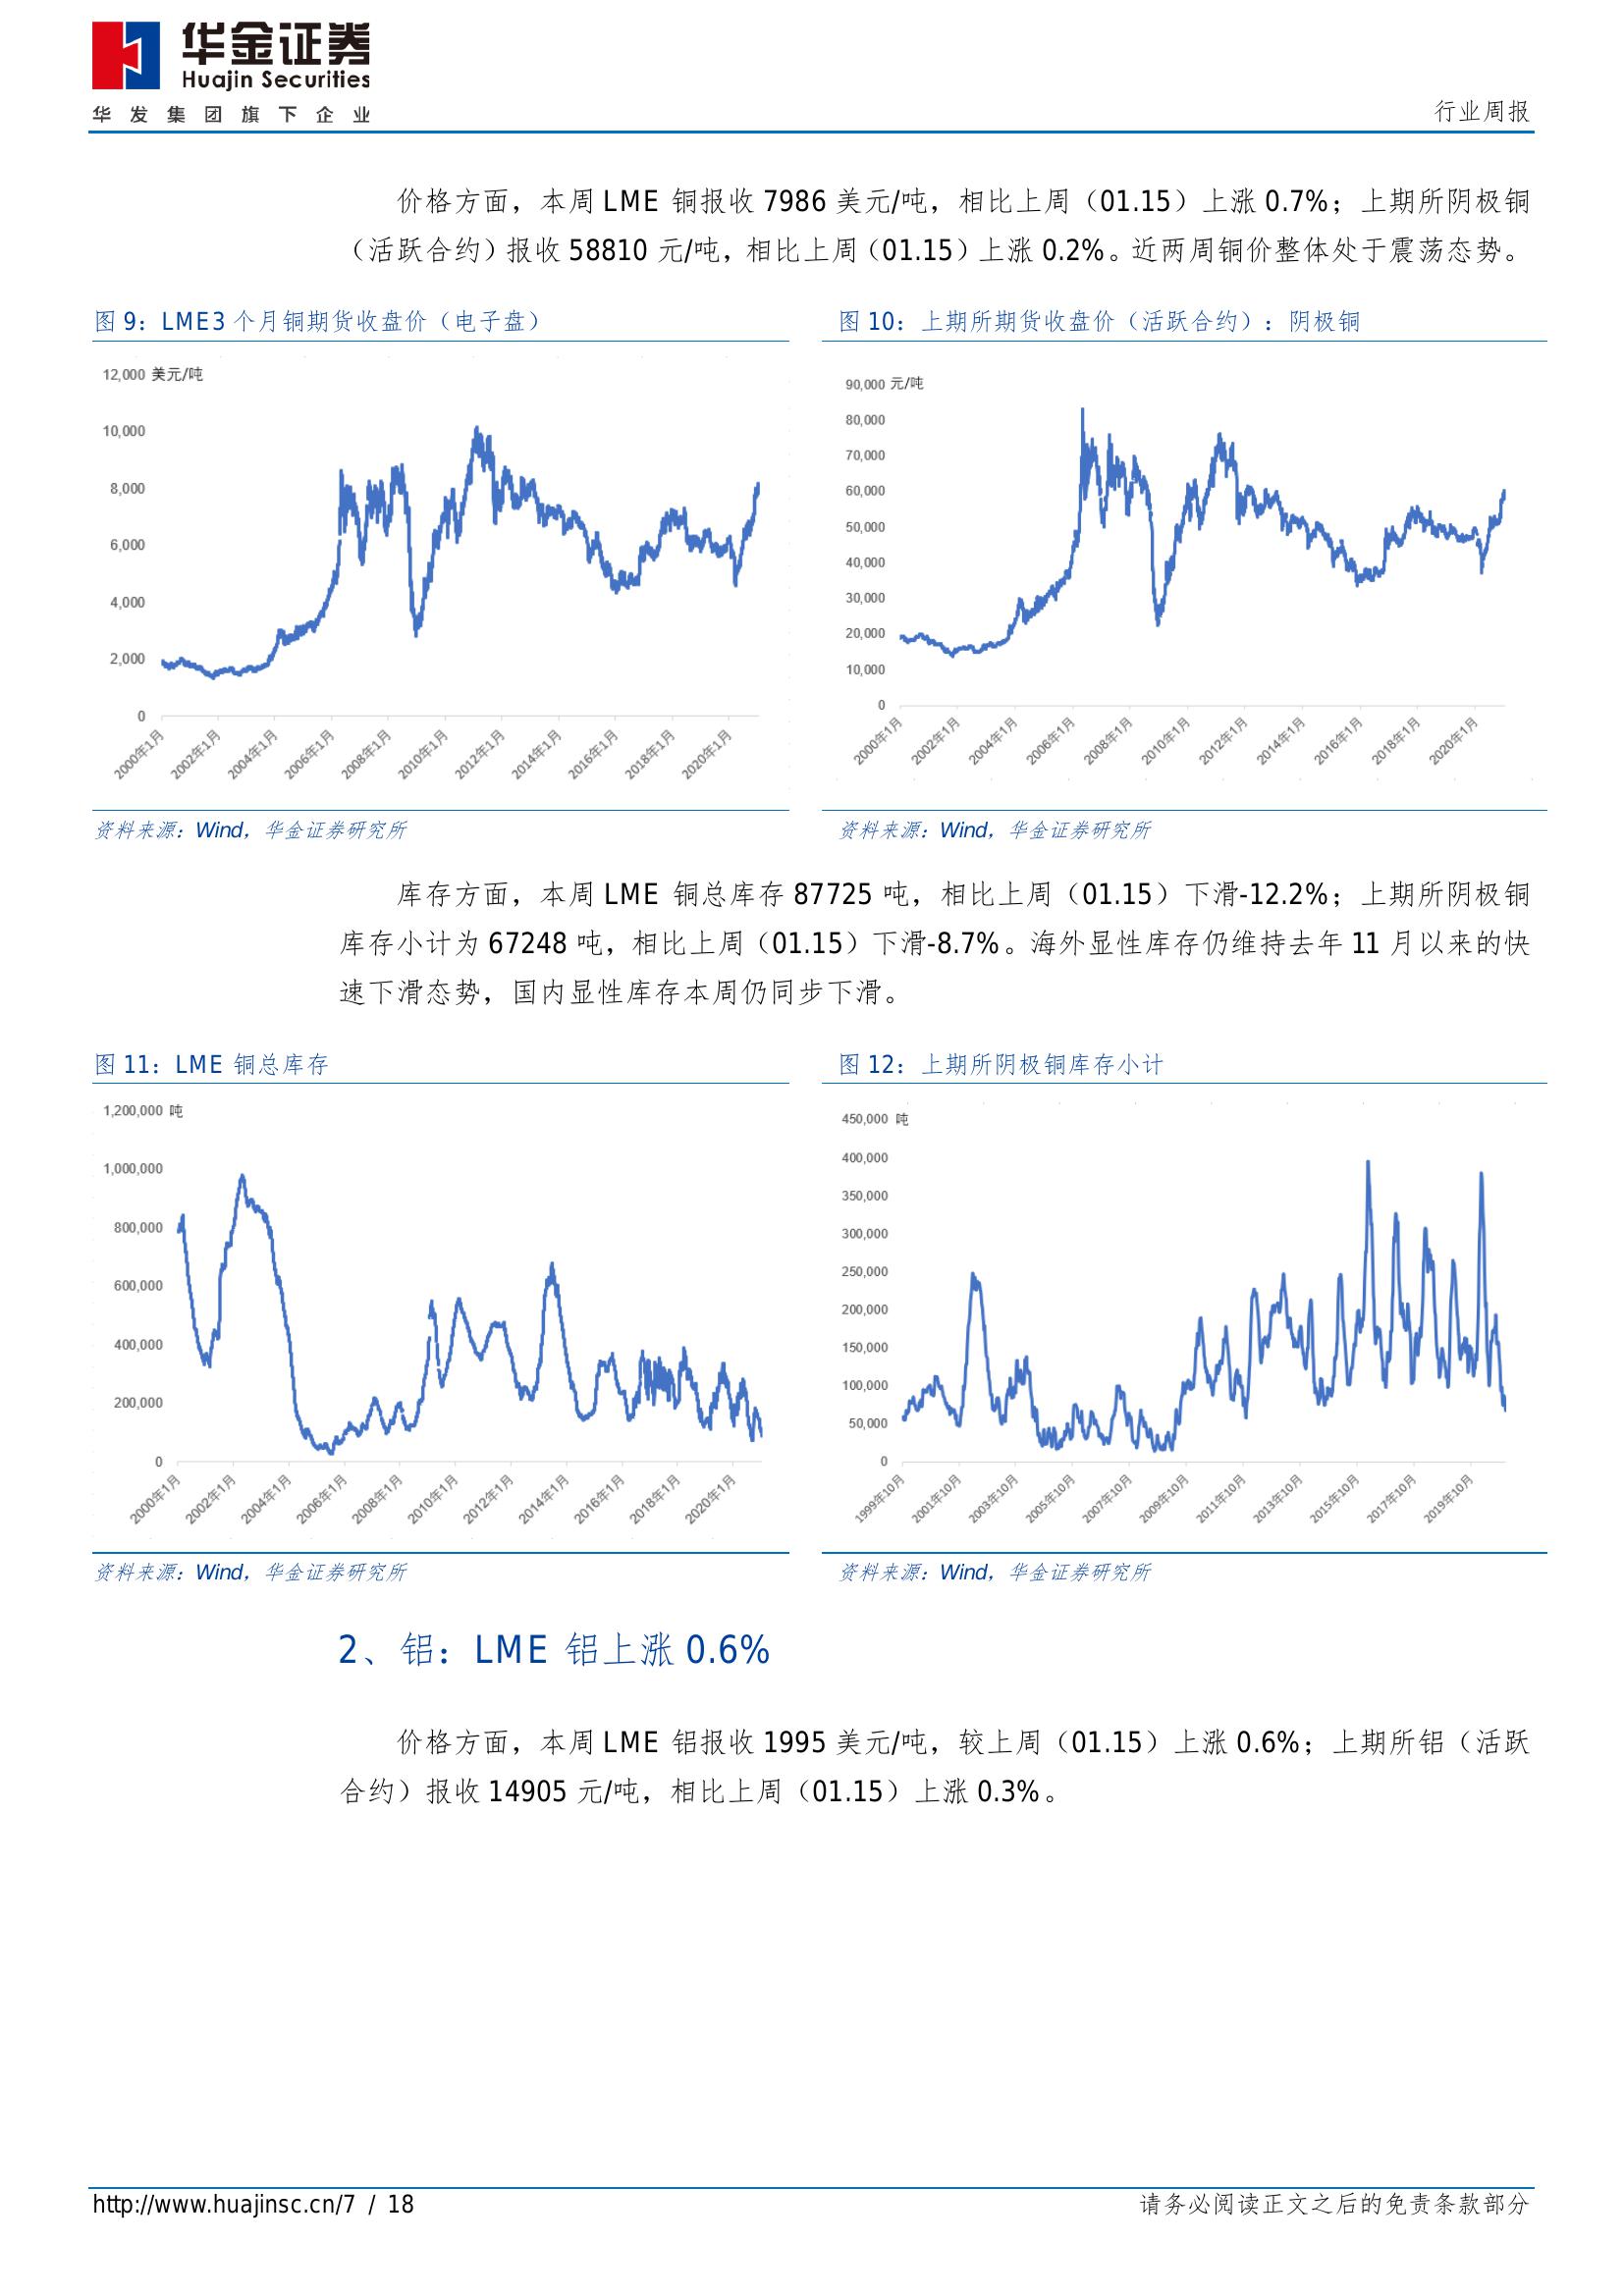 华金证券
Huajin Securities
华发集团旗下企业
行业周报
价格方面，本周 LME 铜报收 7986 美元/吨，相比上周（01.15）上涨 0.7%；上期所阴极铜
（活跃合约）报收 58810 元/吨，相比上周（01.15）上涨 0.2%。近两周铜价整体处于震荡态势。
图 9：LME3 个月铜期货收盘价（电子盘）
12,000 美元/吨
10,000
8,000
6,000
4,000
2,000
0
2000年1月 2002年1月 2004年1月 2006年1月 2008年1月 2010年1月 2012年1月 2014年1月 2016年1月 2018年1月 2020年1月
资料来源：Wind，华金证券研究所
图 10：上期所期货收盘价（活跃合约）：阴极铜
90,000 元/吨
80,000
70,000
60,000
50,000
40,000
30,000
20,000
10,000
0
2000年1月 2002年1月 2004年1月 2006年1月 2008年1月 2010年1月 2012年1月 2014年1月 2016年1月 2018年1月 2020年1月
资料来源：Wind，华金证券研究所
库存方面，本周 LME 铜总库存 87725 吨，相比上周（01.15）下滑-12.2%；上期所阴极铜
库存小计为 67248 吨，相比上周（01.15）下滑-8.7%。海外显性库存仍维持去年 11 月以来的快
速下滑态势，国内显性库存本周仍同步下滑。
图 11：LME 铜总库存
1,200,000 吨
1,000,000
800,000
600,000
400,000
200,000
0
2000年1月 2002年1月 2004年1月 2006年1月 2008年1月 2010年1月 2012年1月 2014年1月 2016年1月 2018年1月 2020年1月
资料来源：Wind，华金证券研究所
图 12：上期所阴极铜库存小计
450,000 吨
400,000
350,000
300,000
250,000
200,000
150,000
100,000
50,000
0
1999年10月 2001年10月 2003年10月 2005年10月 2007年10月 2009年10月 2011年10月 2013年10月 2015年10月 2017年10月 2019年10月
资料来源：Wind，华金证券研究所
2、铝：LME 铝上涨 0.6%
价格方面，本周 LME 铝报收 1995 美元/吨，较上周（01.15）上涨 0.6%；上期所铝（活跃
合约）报收 14905 元/吨，相比上周（01.15）上涨 0.3%。
http://www.huajinsc.cn/7 / 18
请务必阅读正文之后的免责条款部分